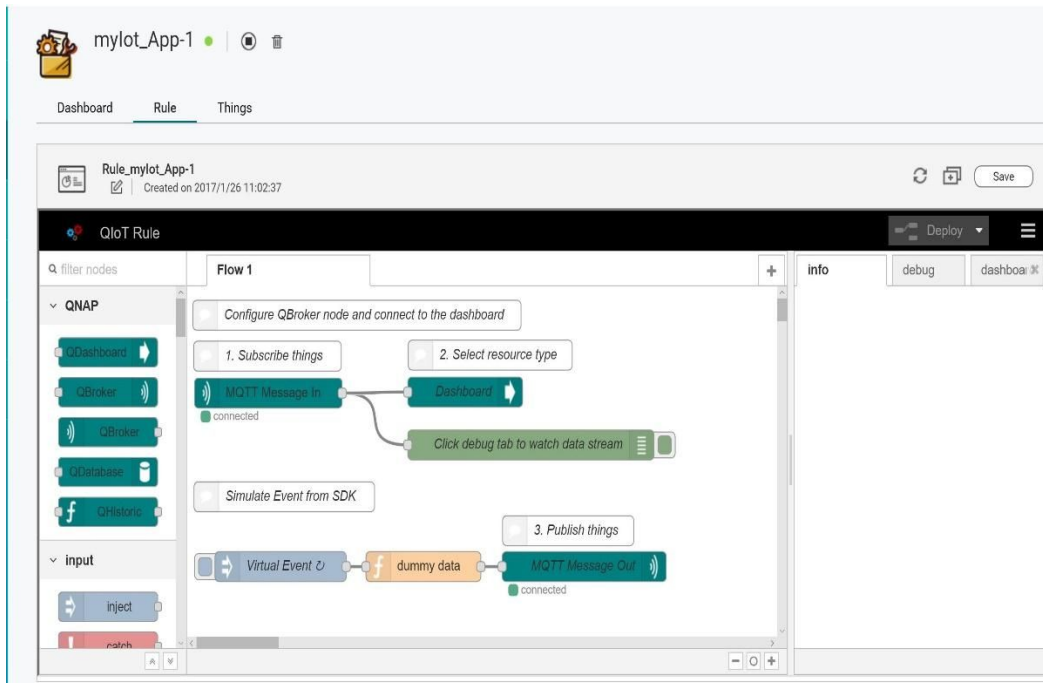 myIot_App-1
Dashboard Rule Things
Rule_myIot_App-1
Created on 2017/1/26 11:02:37
Save
QIoT Rule
Deploy
filter nodes
Flow 1
info
debug
dashboar
QNAP
QDashboard
QBroker
QBroker
QDatabase
QHistoric
input
inject
catch
Configure QBroker node and connect to the dashboard
1. Subscribe things
2. Select resource type
MQTT Message In
Dashboard
connected
Click debug tab to watch data stream
Simulate Event from SDK
3. Publish things
Virtual Event ↻
dummy data
MQTT Message Out
connected